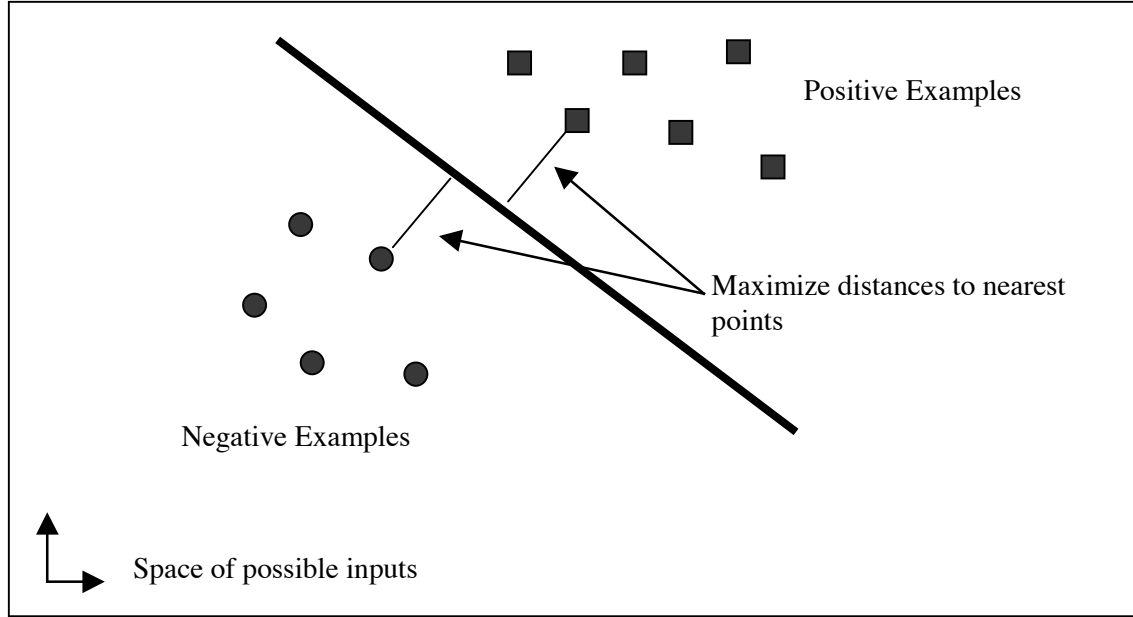 Positive Examples
Maximize distances to nearest
points
Negative Examples
Space of possible inputs